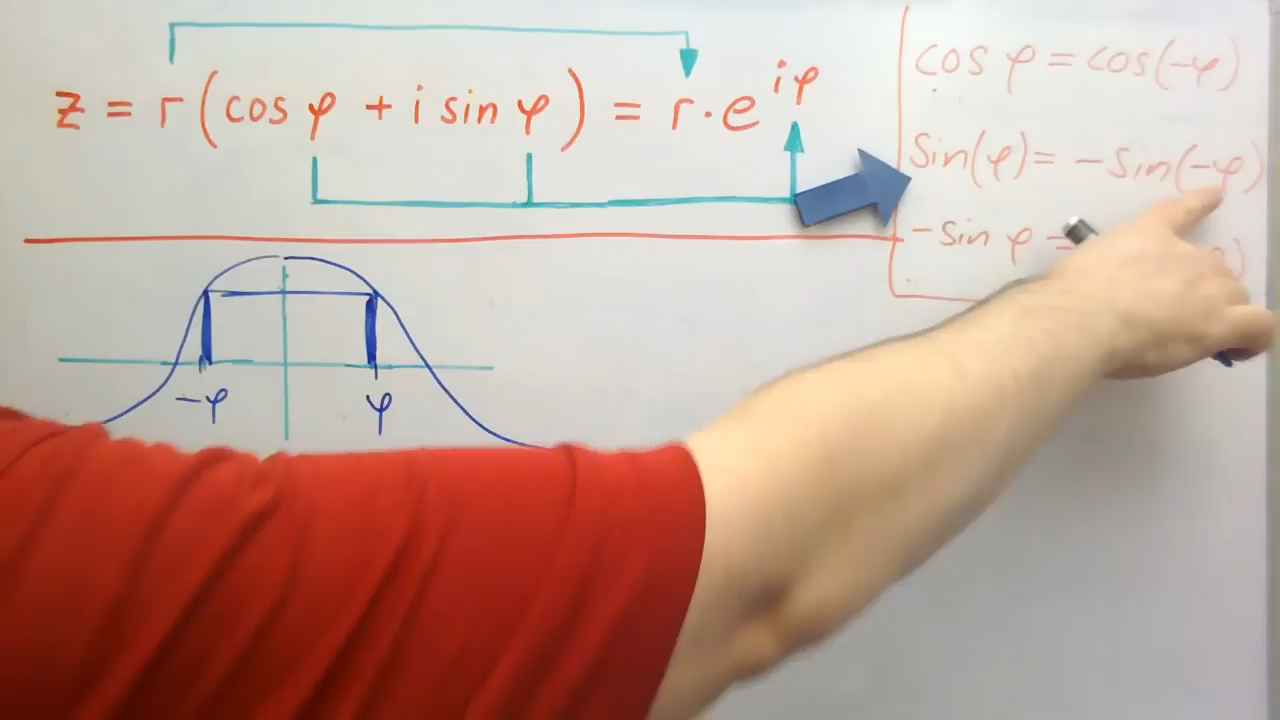 z = r (cos φ + i sin φ) = r · e^{iφ}
cos φ = cos(-φ)
sin(φ) = - sin(-φ)
- sin φ =
-φ φ